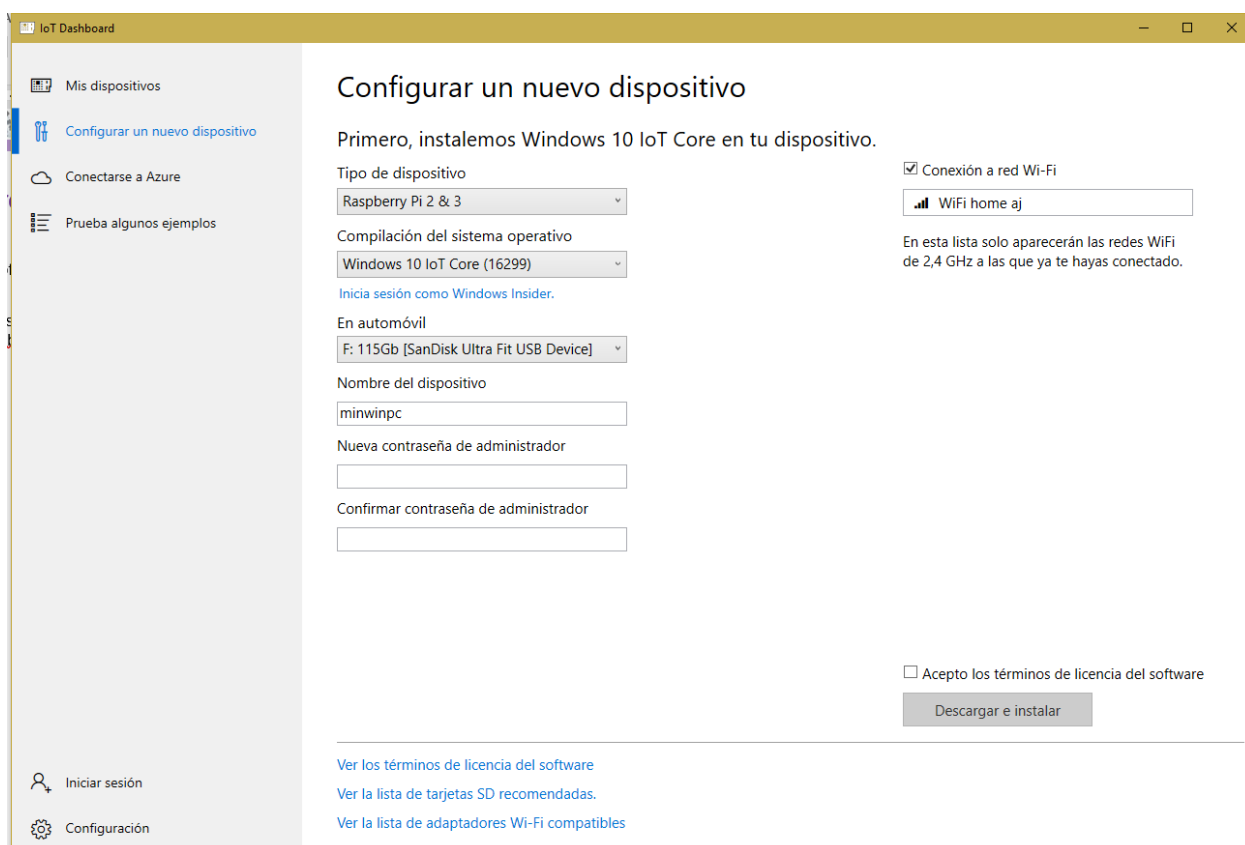 IoT Dashboard
Mis dispositivos
Configurar un nuevo dispositivo
Conectarse a Azure
Prueba algunos ejemplos
Iniciar sesión
Configuración
Configurar un nuevo dispositivo
Primero, instalemos Windows 10 IoT Core en tu dispositivo.
Tipo de dispositivo
Raspberry Pi 2 & 3
Compilación del sistema operativo
Windows 10 IoT Core (16299)
Inicia sesión como Windows Insider.
En automóvil
F: 115Gb [SanDisk Ultra Fit USB Device]
Nombre del dispositivo
minwinpc
Nueva contraseña de administrador
Confirmar contraseña de administrador
Conexión a red Wi-Fi
WiFi home aj
En esta lista solo aparecerán las redes WiFi
de 2,4 GHz a las que ya te hayas conectado.
Acepto los términos de licencia del software
Descargar e instalar
Ver los términos de licencia del software
Ver la lista de tarjetas SD recomendadas.
Ver la lista de adaptadores Wi-Fi compatibles